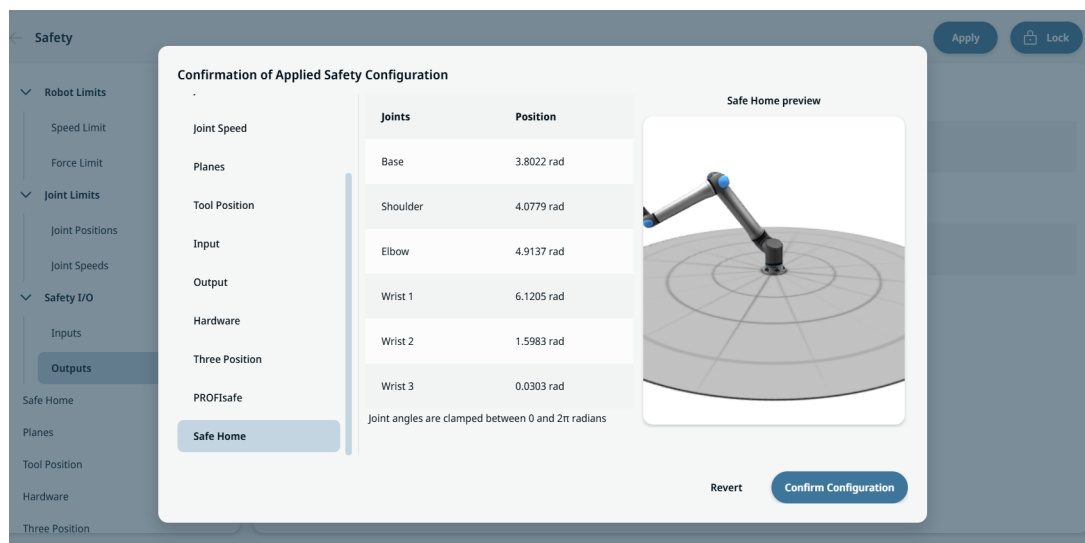 Safety
Apply
Lock
Robot Limits
Speed Limit
Force Limit
Joint Limits
Joint Positions
Joint Speeds
Safety I/O
Inputs
Outputs
Safe Home
Planes
Tool Position
Hardware
Three Position
Confirmation of Applied Safety Configuration
Joint Speed
Planes
Tool Position
Input
Output
Hardware
Three Position
PROFIsafe
Safe Home
Joints Position
Base 3.8022 rad
Shoulder 4.0779 rad
Elbow 4.9137 rad
Wrist 1 6.1205 rad
Wrist 2 1.5983 rad
Wrist 3 0.0303 rad
Joint angles are clamped between 0 and 2π radians
Safe Home preview
Revert
Confirm Configuration